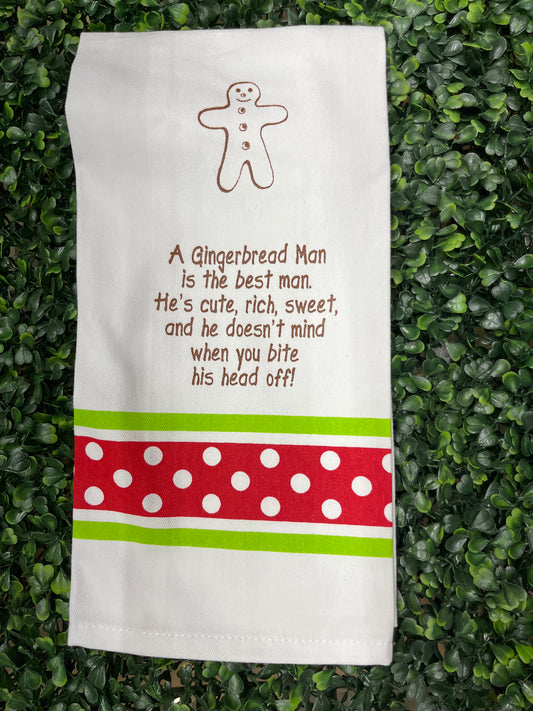 A Gingerbread Man
is the best man.
He's cute, rich, sweet,
and he doesn't mind
when you bite
his head off!